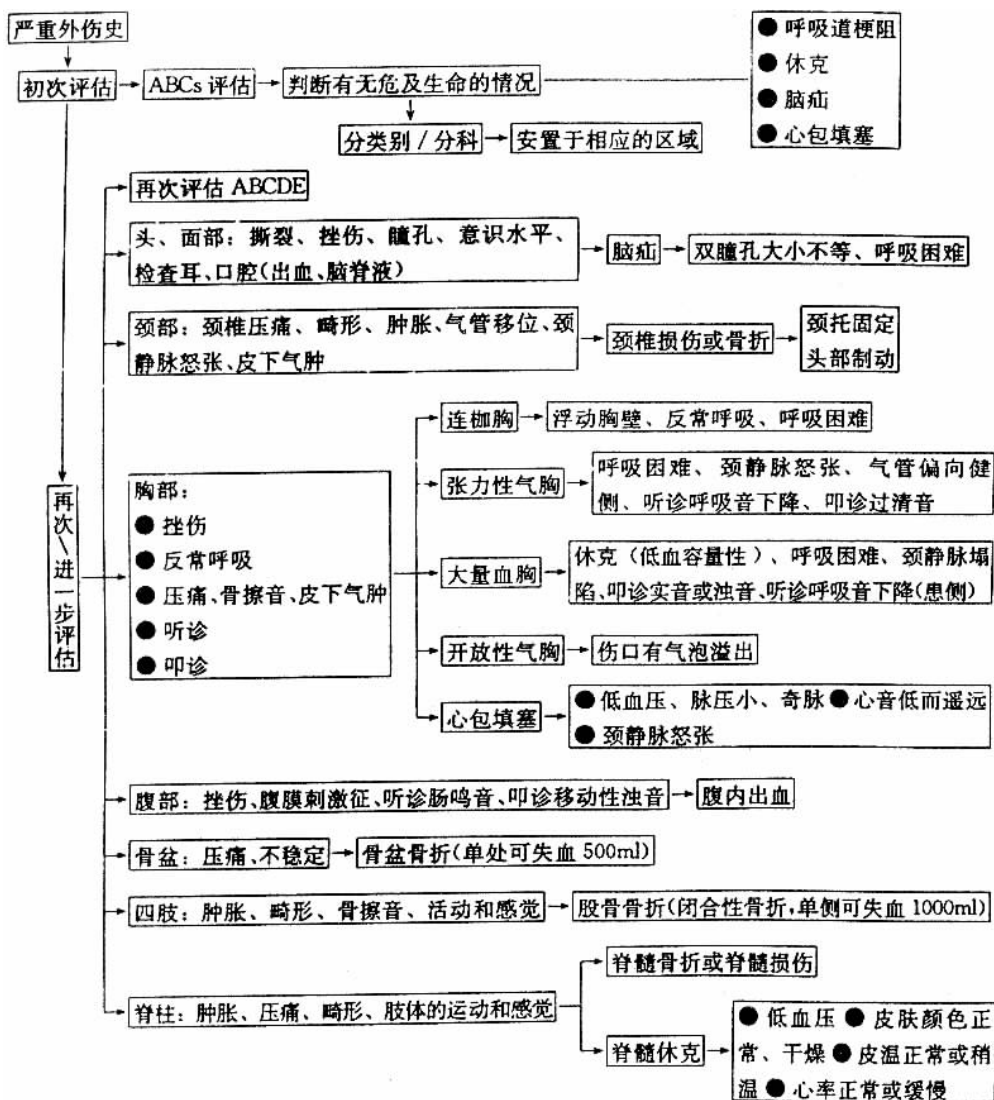 严重外伤史
初次评估
ABCs 评估
判断有无危及生命的情况
● 呼吸道梗阻
● 休克
● 脑疝
● 心包填塞
分类别/分科
安置于相应的区域
再次/进一步评估
再次评估 ABCDE
头、面部：撕裂、挫伤、瞳孔、意识水平、
检查耳、口腔(出血、脑脊液)
脑疝
双瞳孔大小不等、呼吸困难
颈部：颈椎压痛、畸形、肿胀、气管移位、颈
静脉怒张、皮下气肿
颈椎损伤或骨折
颈托固定
头部制动
胸部：
● 挫伤
● 反常呼吸
● 压痛、骨擦音、皮下气肿
● 听诊
● 叩诊
连枷胸
浮动胸壁、反常呼吸、呼吸困难
张力性气胸
呼吸困难、颈静脉怒张、气管偏向健
侧、听诊呼吸音下降、叩诊过清音
大量血胸
休克（低血容量性）、呼吸困难、颈静脉塌
陷、叩诊实音或浊音、听诊呼吸音下降(患侧)
开放性气胸
伤口有气泡溢出
心包填塞
● 低血压、脉压小、奇脉 ● 心音低而遥远
● 颈静脉怒张
腹部：挫伤、腹膜刺激征、听诊肠鸣音、叩诊移动性浊音
腹内出血
骨盆：压痛、不稳定
骨盆骨折(单处可失血 500ml)
四肢：肿胀、畸形、骨擦音、活动和感觉
股骨骨折(闭合性骨折,单侧可失血 1000ml)
脊柱：肿胀、压痛、畸形、肢体的运动和感觉
脊髓骨折或脊髓损伤
脊髓休克
● 低血压 ● 皮肤颜色正
常、干燥 ● 皮温正常或稍
温 ● 心率正常或缓慢